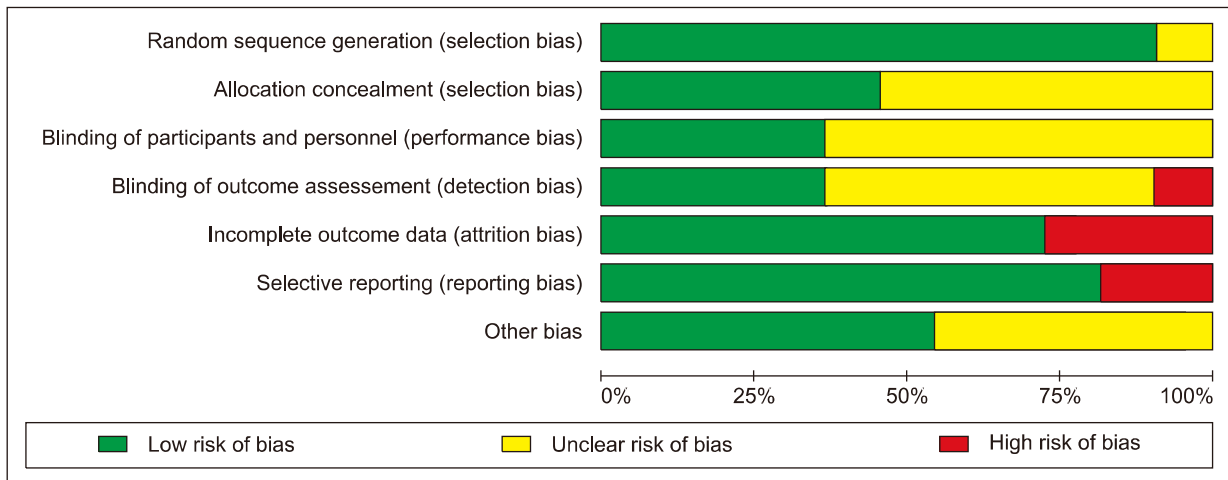 Random sequence generation (selection bias)
Allocation concealment (selection bias)
Blinding of participants and personnel (performance bias)
Blinding of outcome assessement (detection bias)
Incomplete outcome data (attrition bias)
Selective reporting (reporting bias)
Other bias
0% 25% 50% 75% 100%
Low risk of bias Unclear risk of bias High risk of bias